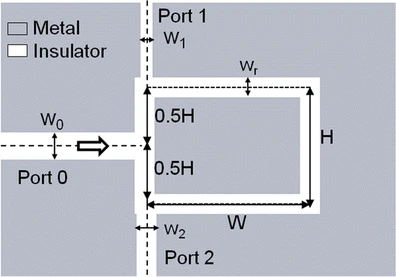 Port 1
Metal
Insulator
W₁
Wᵣ
W₀
0.5H
H
0.5H
Port 0
W
W₂
Port 2